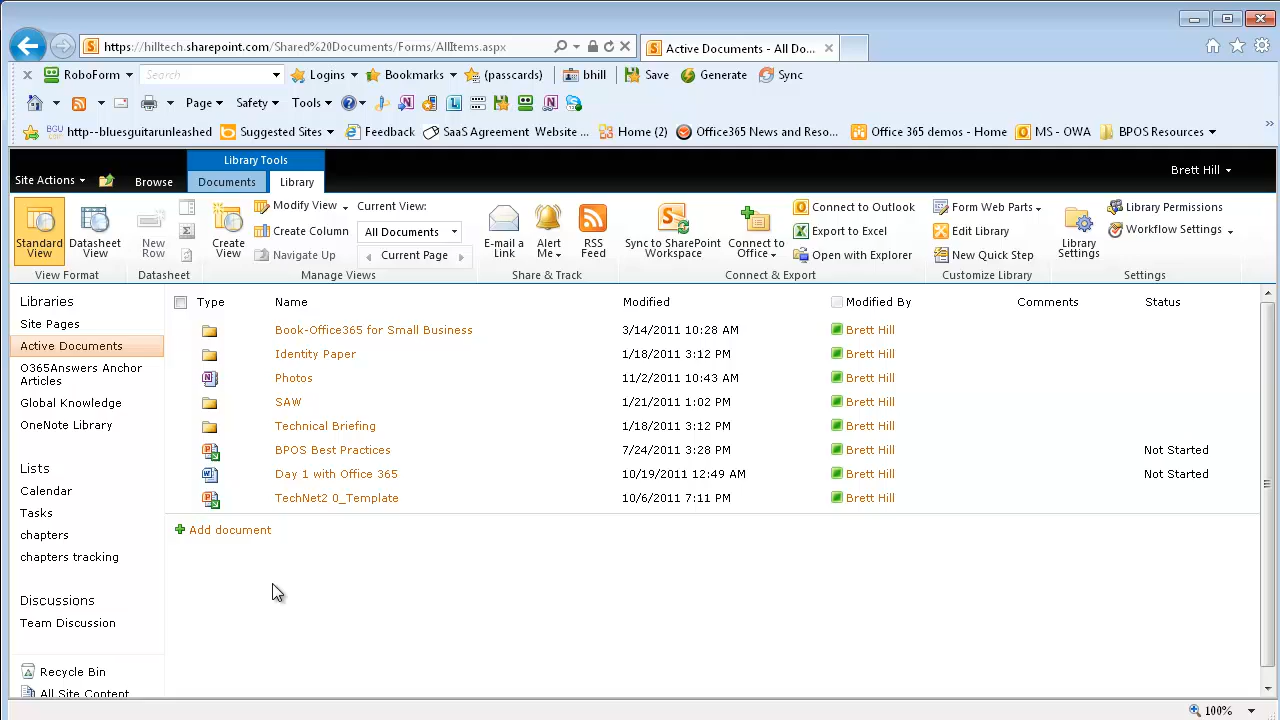 https://hilltech.sharepoint.com/Shared%20Documents/Forms/AllItems.aspx
Active Documents - All Do...
RoboForm Search Logins Bookmarks (passcards) bhill Save Generate Sync
Page Safety Tools
http--bluesguitarunleashed Suggested Sites Feedback SaaS Agreement Website ... Home (2) Office365 News and Reso... Office 365 demos - Home MS - OWA BPOS Resources
Library Tools
Site Actions Browse Documents Library Brett Hill
Standard View
Datasheet View
View Format
New Row
Datasheet
Create View
Modify View
Create Column
Navigate Up
Current View:
All Documents
Current Page
Manage Views
E-mail a Link
Alert Me
RSS Feed
Share & Track
Sync to SharePoint Workspace
Connect to Office
Connect to Outlook
Export to Excel
Open with Explorer
Connect & Export
Form Web Parts
Edit Library
New Quick Step
Customize Library
Library Settings
Library Permissions
Workflow Settings
Settings
Libraries
Site Pages
Active Documents
O365Answers Anchor
Articles
Global Knowledge
OneNote Library
Lists
Calendar
Tasks
chapters
chapters tracking
Discussions
Team Discussion
Recycle Bin
All Site Content
Type Name Modified Modified By Comments Status
Book-Office365 for Small Business 3/14/2011 10:28 AM Brett Hill
Identity Paper 1/18/2011 3:12 PM Brett Hill
Photos 11/2/2011 10:43 AM Brett Hill
SAW 1/21/2011 1:02 PM Brett Hill
Technical Briefing 1/18/2011 3:12 PM Brett Hill
BPOS Best Practices 7/24/2011 3:28 PM Brett Hill Not Started
Day 1 with Office 365 10/19/2011 12:49 AM Brett Hill Not Started
TechNet2 0_Template 10/6/2011 7:11 PM Brett Hill
Add document
100%